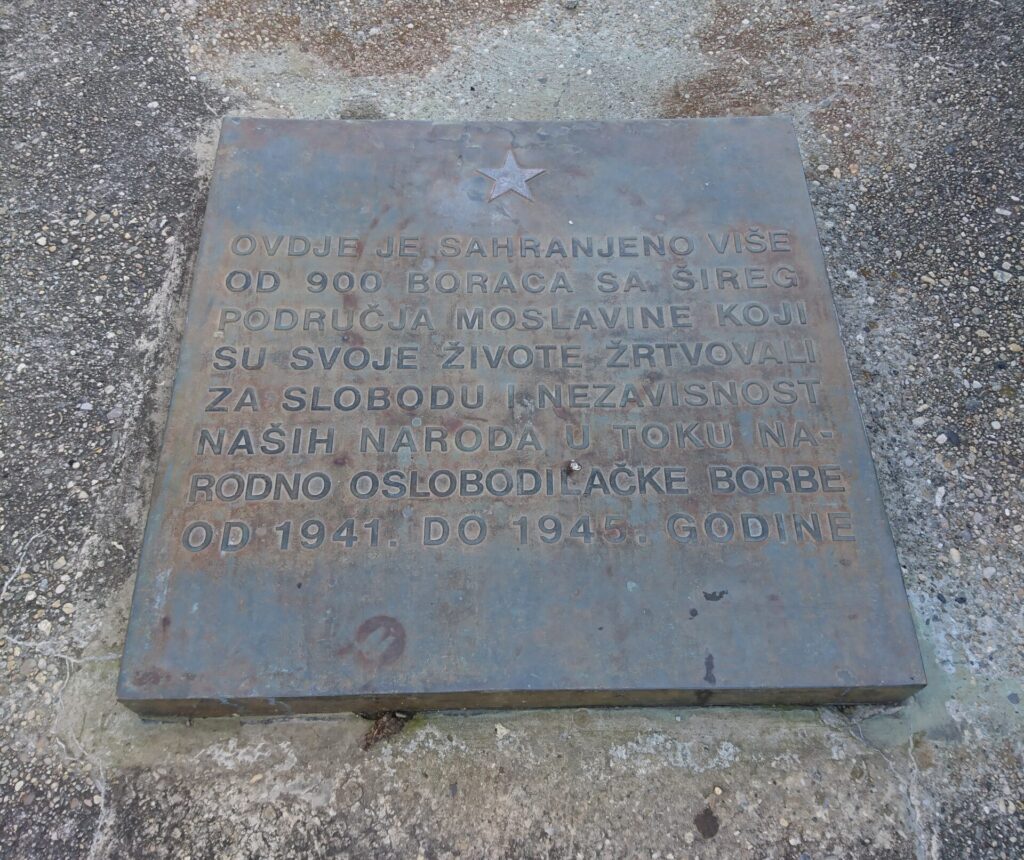 OVDJE JE SAHRANJENO VIŠE
OD 900 BORACA SA ŠIREG
PODRUČJA MOSLAVINE KOJI
SU SVOJE ŽIVOTE ŽRTVOVALI
ZA SLOBODU I NEZAVISNOST
NAŠIH NARODA U TOKU NA-
RODNO OSLOBODILAČKE BORBE
OD 1941. DO 1945. GODINE